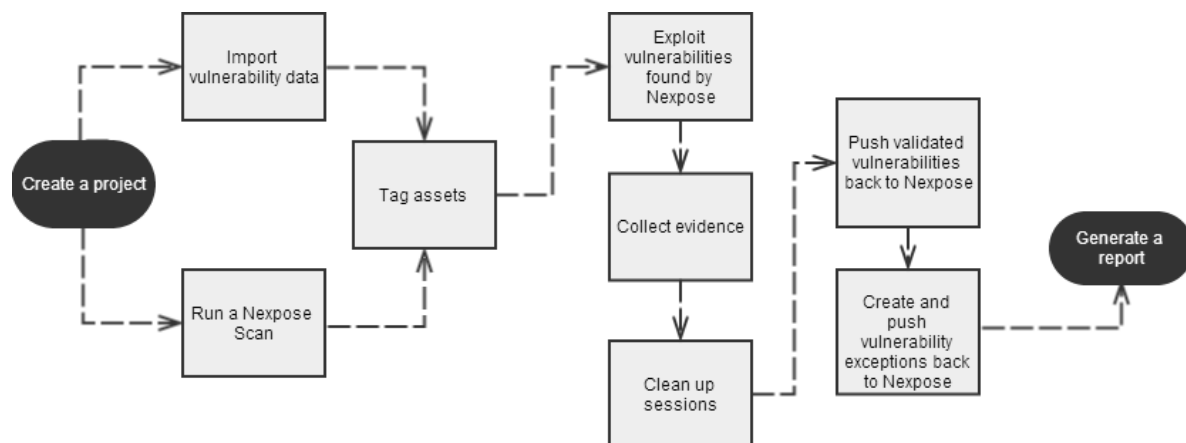 Create a project
Import
vulnerability data
Run a Nexpose
Scan
Tag assets
Exploit
vulnerabilities
found by
Nexpose
Collect evidence
Clean up
sessions
Push validated
vulnerabilities
back to Nexpose
Create and
push
vulnerability
exceptions back
to Nexpose
Generate a
report